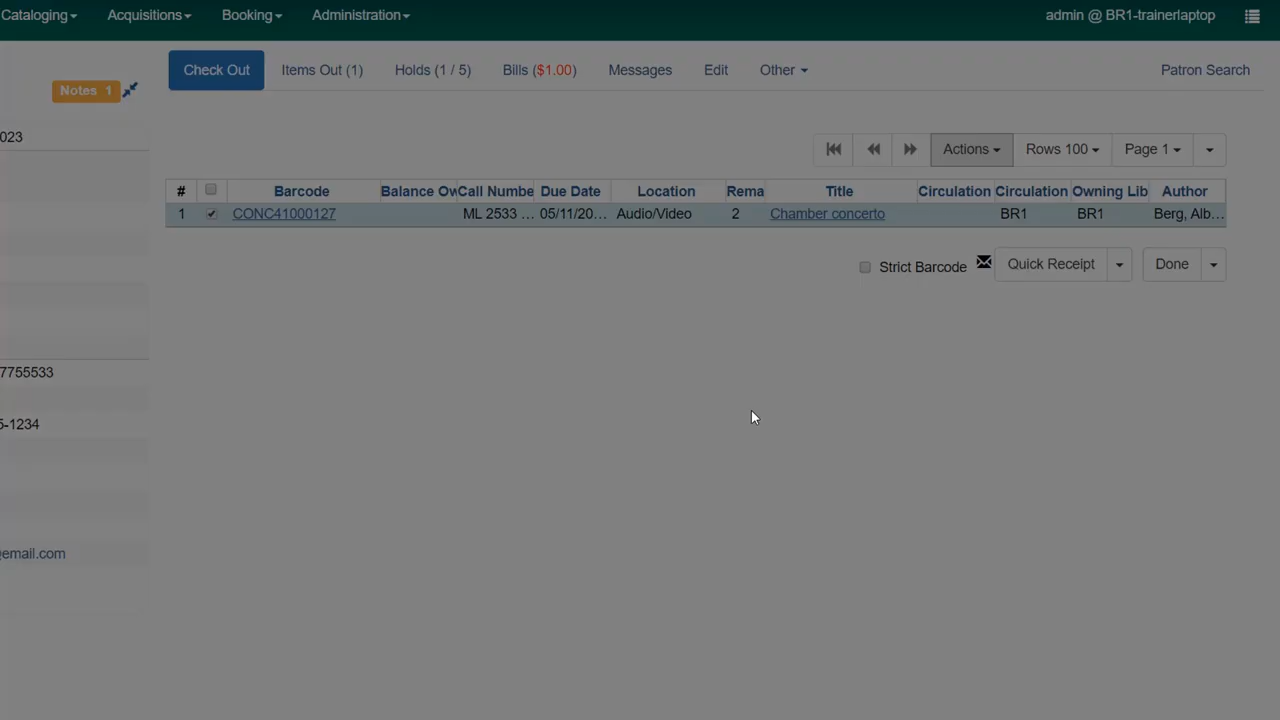 Cataloging Acquisitions Booking Administration admin @ BR1-trainerlaptop
Check Out Items Out (1) Holds (1 / 5) Bills ($1.00) Messages Edit Other Patron Search
Notes 1
023
Actions Rows 100 Page 1
# Barcode Balance Ow Call Numbe Due Date Location Rema Title Circulation Circulation Owning Lib Author
1 CONC41000127 ML 2533 ... 05/11/20... Audio/Video 2 Chamber concerto BR1 BR1 Berg, Alb...
Strict Barcode Quick Receipt Done
7755533
5-1234
@email.com